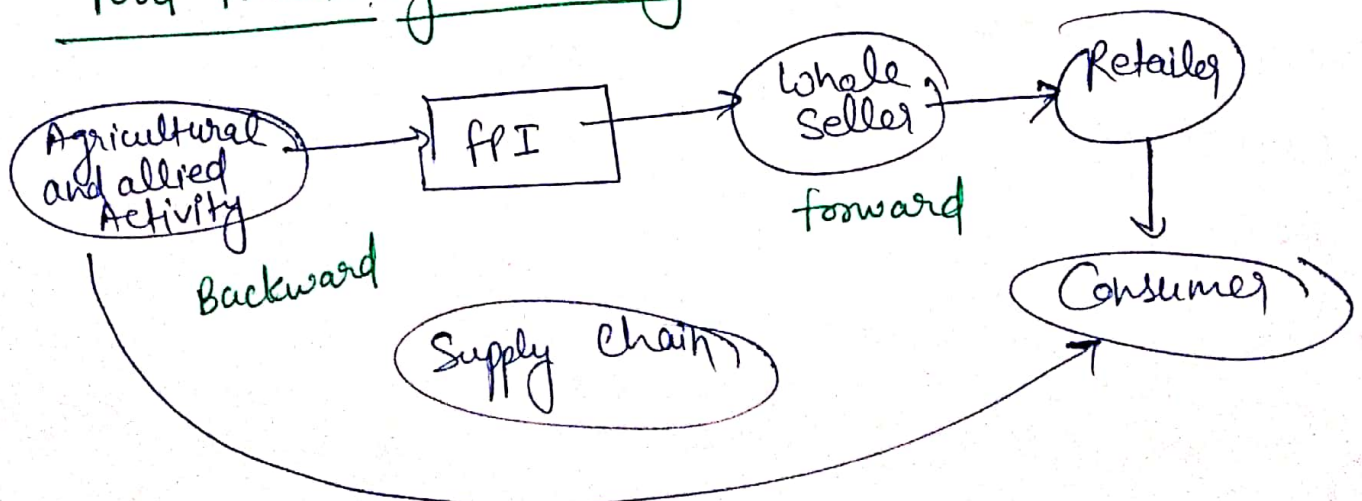 Agricultural
and allied
Activity
fPI
Whole
Seller
Retailer
Backward
forward
Supply Chain
Consumer